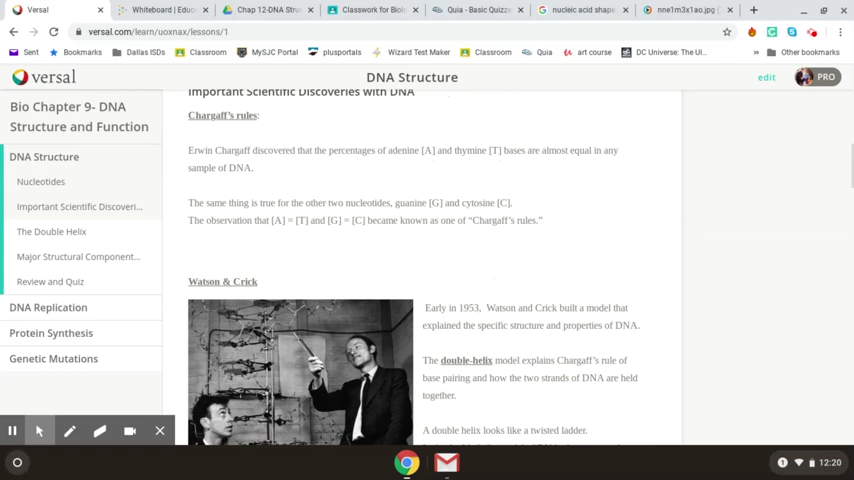 Versal
Whiteboard | Educ
Chap 12-DNA Stru
Classwork for Biol
Quia - Basic Quizze
nucleic acid shape
nne1m3x1ao.jpg (
versal.com/learn/uoxnax/lessons/1
Sent
Bookmarks
Dallas ISDs
Classroom
MySJC Portal
plusportals
Wizard Test Maker
Classroom
Quia
art course
DC Universe: The Ul...
»
Other bookmarks
versal
DNA Structure
edit
PRO
Bio Chapter 9- DNA
Structure and Function
DNA Structure
Nucleotides
Important Scientific Discoveri...
The Double Helix
Major Structural Component...
Review and Quiz
DNA Replication
Protein Synthesis
Genetic Mutations
Important Scientific Discoveries with DNA
Chargaff's rules:
Erwin Chargaff discovered that the percentages of adenine [A] and thymine [T] bases are almost equal in any
sample of DNA.
The same thing is true for the other two nucleotides, guanine [G] and cytosine [C].
The observation that [A] = [T] and [G] = [C] became known as one of “Chargaff's rules.”
Watson & Crick
Early in 1953, Watson and Crick built a model that
explained the specific structure and properties of DNA.
The double-helix model explains Chargaff's rule of
base pairing and how the two strands of DNA are held
together.
A double helix looks like a twisted ladder.
1
12:20